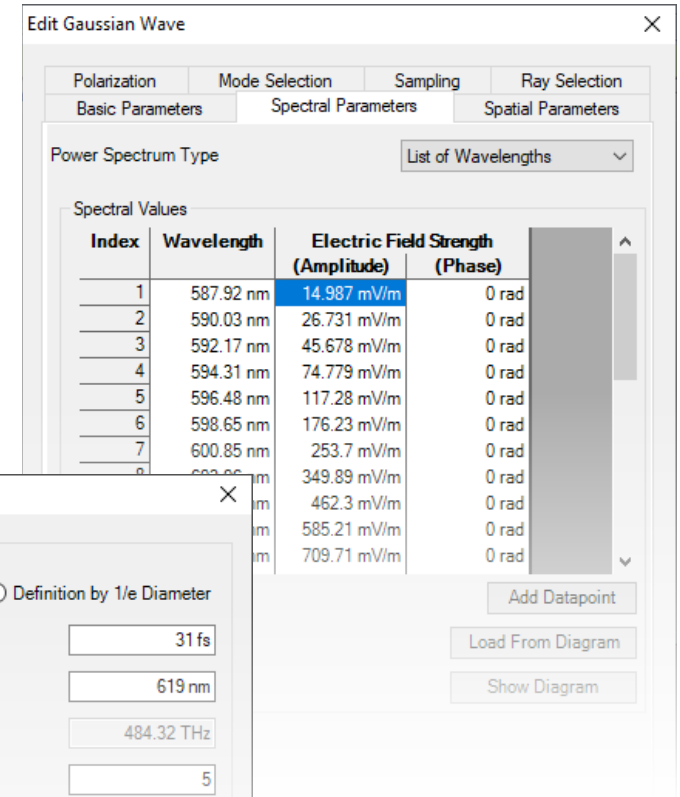 Edit Gaussian Wave
Polarization Mode Selection Sampling Ray Selection
Basic Parameters Spectral Parameters Spatial Parameters
Power Spectrum Type List of Wavelengths
Spectral Values
Index Wavelength Electric Field Strength
(Amplitude) (Phase)
1 587.92 nm 14.987 mV/m 0 rad
2 590.03 nm 26.731 mV/m 0 rad
3 592.17 nm 45.678 mV/m 0 rad
4 594.31 nm 74.779 mV/m 0 rad
5 596.48 nm 117.28 mV/m 0 rad
6 598.65 nm 176.23 mV/m 0 rad
7 600.85 nm 253.7 mV/m 0 rad
349.89 mV/m 0 rad
462.3 mV/m 0 rad
585.21 mV/m 0 rad
709.71 mV/m 0 rad
Definition by 1/e Diameter
Add Datapoint
31 fs
Load From Diagram
619 nm
Show Diagram
484.32 THz
5